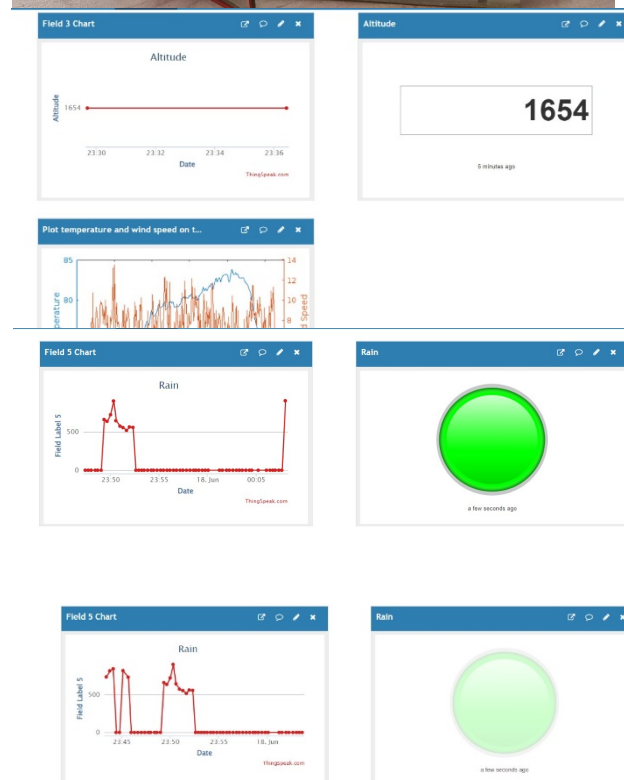 Field 3 Chart
Altitude
Altitude
1654
23:30 23:32 23:34 23:36
Date
ThingSpeak.com
Altitude
1654
5 minutes ago
Plot temperature and wind speed on t...
85
80
perature
14
12
10
8
d Speed
Field 5 Chart
Rain
Field Label 5
500
0
23:50 23:55 18. Jun 00:05
Date
ThingSpeak.com
Rain
a few seconds ago
Field 5 Chart
Rain
Field Label 5
500
0
23:45 23:50 23:55 18. Jun
Date
ThingSpeak.com
Rain
a few seconds ago